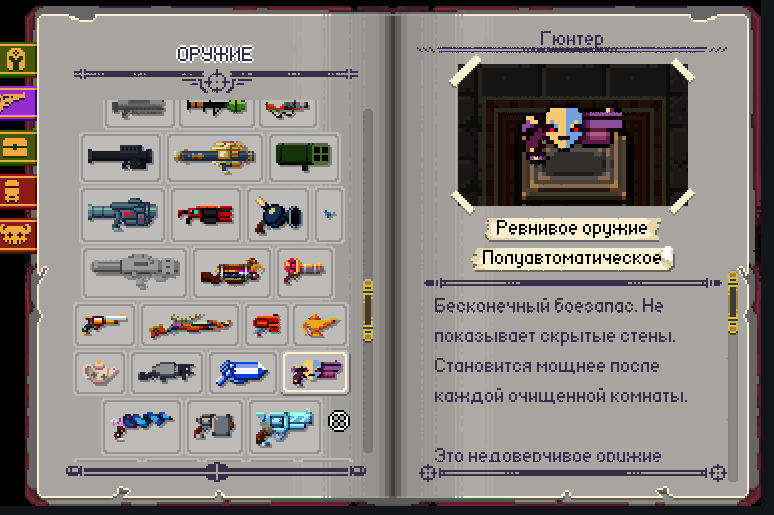 ОРУЖИЕ
Гюнтер
Ревнивое оружие
Полуавтоматическое
Бесконечный боезапас. Не
показывает скрытые стены.
Становится мощнее после
каждой очищенной комнаты.
Это недоверчивое оружие